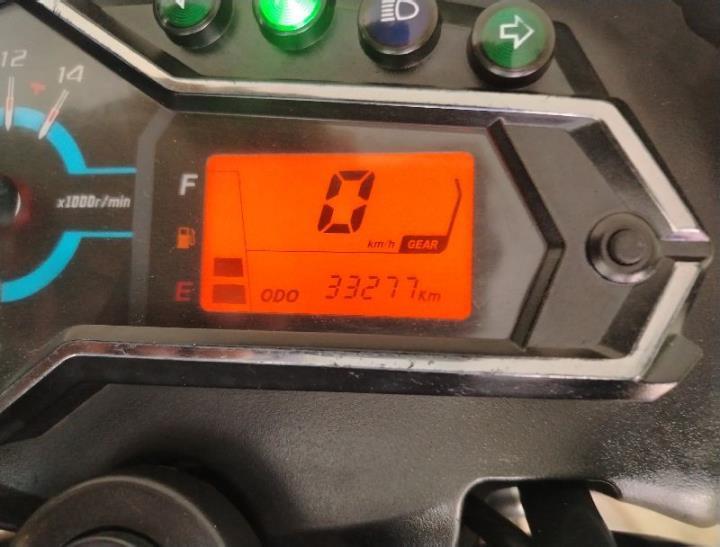 12
14
x1000r/min
F
0
km/h GEAR
E
ODO 33277Km